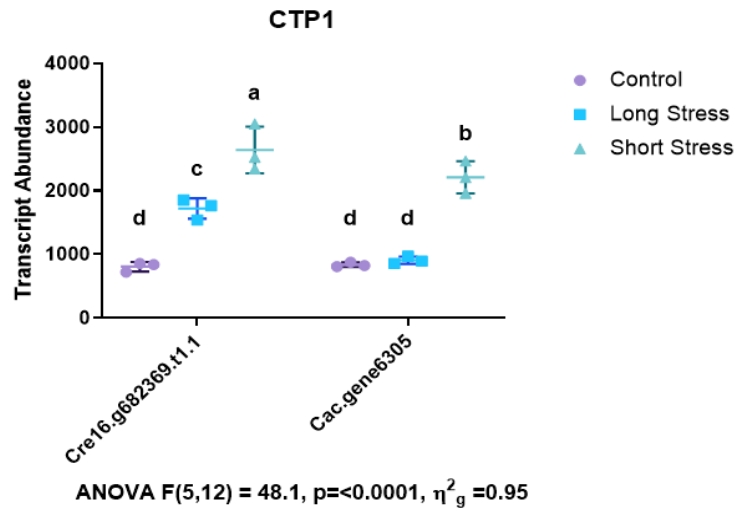 CTP1
4000
3000
2000
1000
0
Transcript Abundance
a
b
c
d
d
d
Cre16.g682369.t1.1
Cac.gene6305
Control
Long Stress
Short Stress
ANOVA F(5,12) = 48.1, p=<0.0001, η²g =0.95